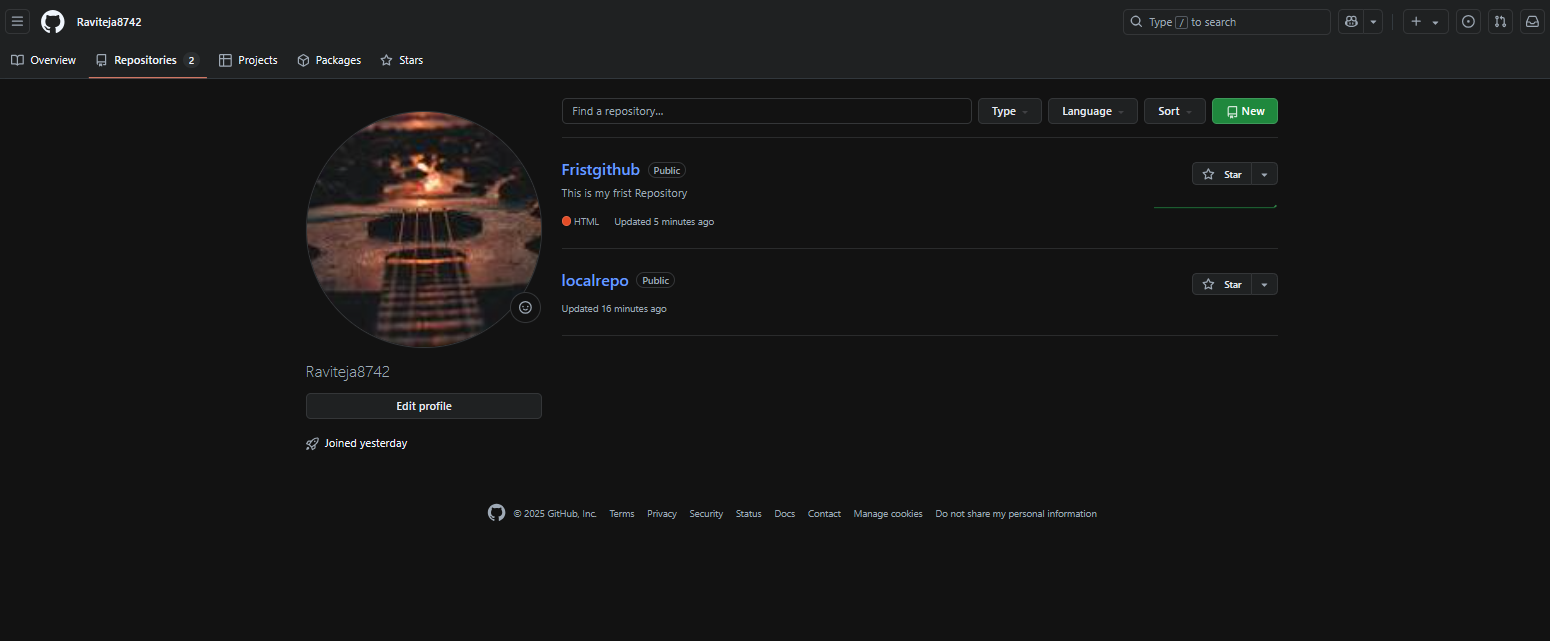 Raviteja8742
Type / to search
Overview
Repositories 2
Projects
Packages
Stars
Find a repository...
Type
Language
Sort
New
Fristgithub Public
Star
This is my frist Repository
HTML Updated 5 minutes ago
localrepo Public
Star
Updated 16 minutes ago
Raviteja8742
Edit profile
Joined yesterday
© 2025 GitHub, Inc. Terms Privacy Security Status Docs Contact Manage cookies Do not share my personal information